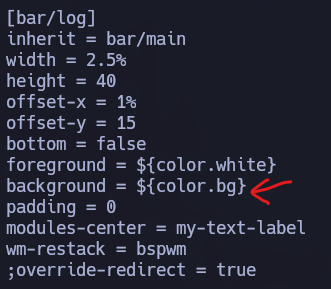 [bar/log]
inherit = bar/main
width = 2.5%
height = 40
offset-x = 1%
offset-y = 15
bottom = false
foreground = ${color.white}
background = ${color.bg}
padding = 0
modules-center = my-text-label
wm-restack = bspwm
;override-redirect = true